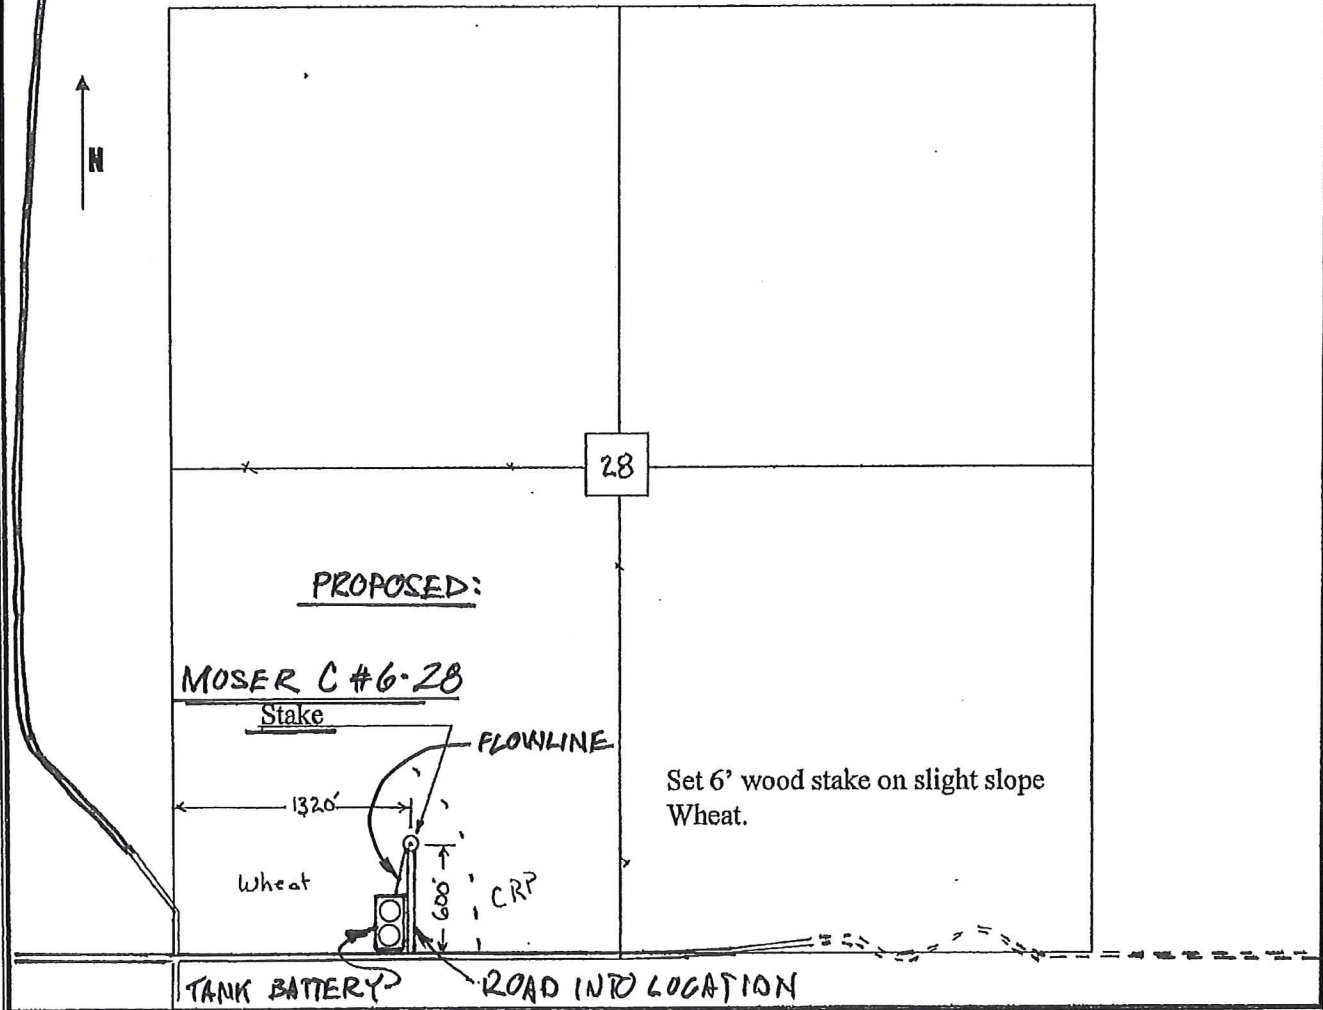 N
28
PROPOSED:
MOSER C #6-28
Stake
FLOWLINE
Set 6' wood stake on slight slope
Wheat.
1320'
Wheat
600'
CRP
TANK BATTERY
ROAD INTO LOCATION